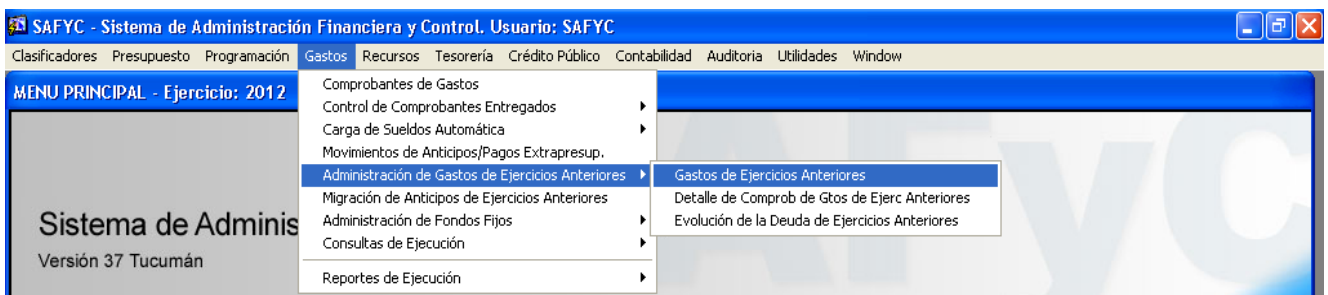 SAFYC - Sistema de Administración Financiera y Control. Usuario: SAFYC
Clasificadores Presupuesto Programación Gastos Recursos Tesorería Crédito Público Contabilidad Auditoria Utilidades Window
MENU PRINCIPAL - Ejercicio: 2012
Comprobantes de Gastos
Control de Comprobantes Entregados
Carga de Sueldos Automática
Movimientos de Anticipos/Pagos Extrapresup.
Administración de Gastos de Ejercicios Anteriores
Migración de Anticipos de Ejercicios Anteriores
Administración de Fondos Fijos
Consultas de Ejecución
Reportes de Ejecución
Gastos de Ejercicios Anteriores
Detalle de Comprob de Gtos de Ejerc Anteriores
Evolución de la Deuda de Ejercicios Anteriores
AFyC
Sistema de Adminis
Versión 37 Tucumán